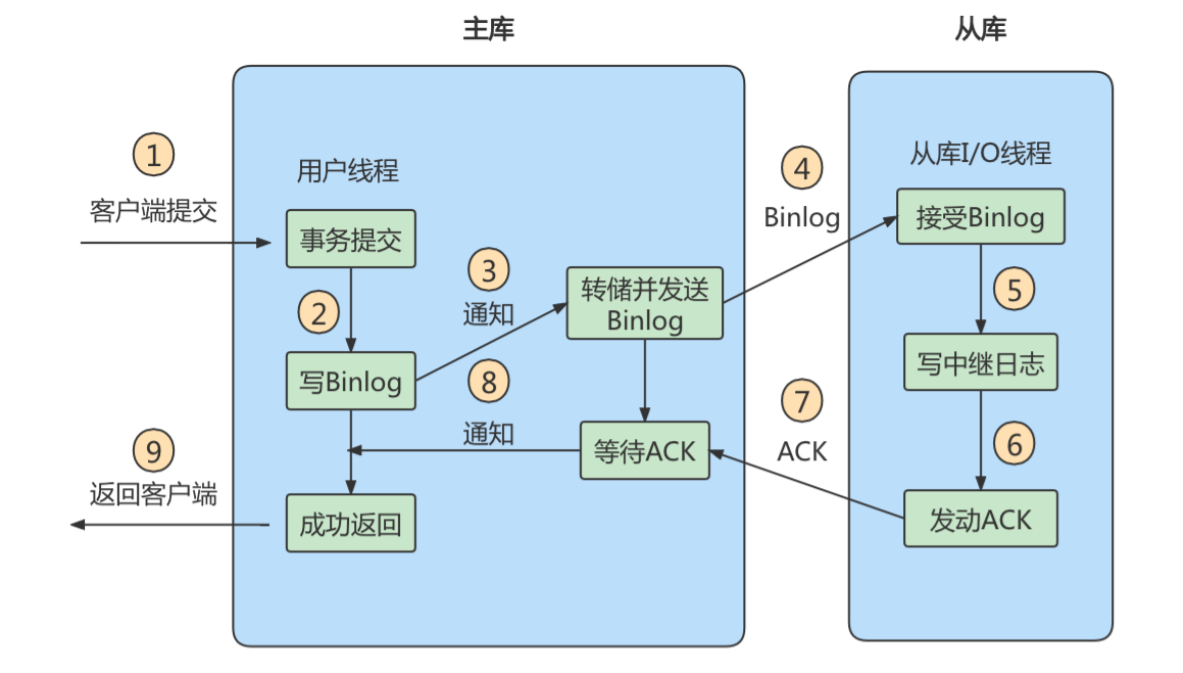 主库
从库
1
客户端提交
用户线程
事务提交
2
写Binlog
3
通知
转储并发送
Binlog
4
Binlog
从库I/O线程
接受Binlog
5
写中继日志
6
发动ACK
7
ACK
等待ACK
8
通知
成功返回
9
返回客户端